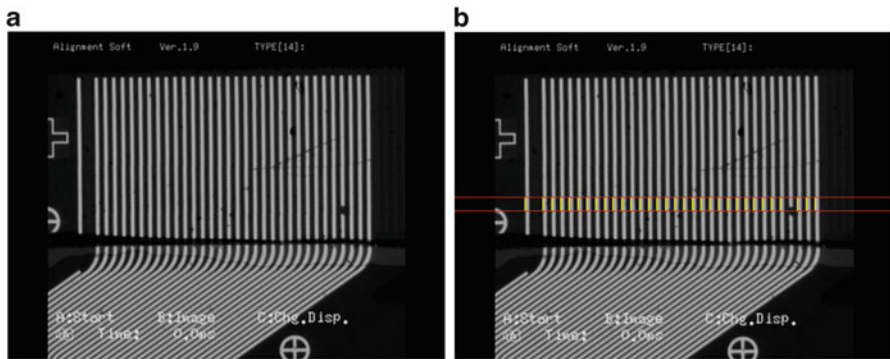 a
Alignment Soft Ver.1.9 TYPE[14]:
A:Start B:Image C:Chg.Disp.
Time: 0.0ms
b
Alignment Soft Ver.1.9 TYPE[14]:
A:Start B:Image C:Chg.Disp.
Time: 0.0ms